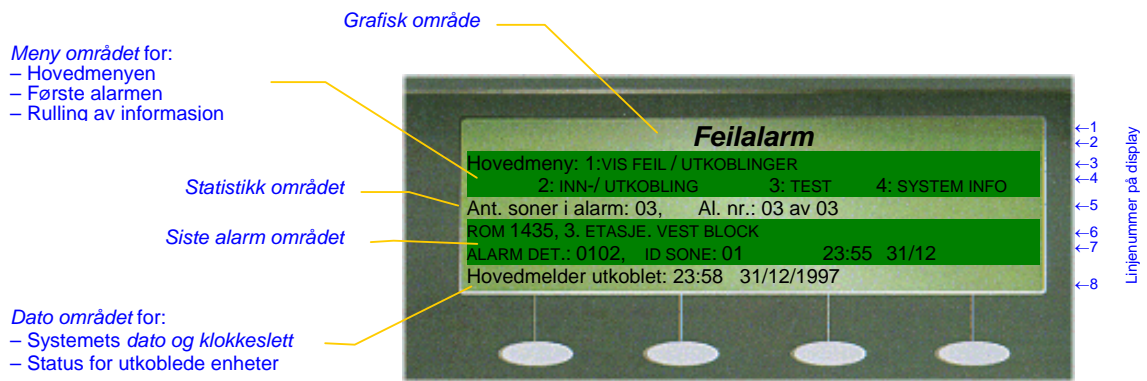 Grafisk område
Meny området for:
– Hovedmenyen
– Første alarmen
– Rulling av informasjon
Statistikk området
Siste alarm området
Dato området for:
– Systemets dato og klokkeslett
– Status for utkoblede enheter
Feilalarm
Hovedmeny: 1:VIS FEIL / UTKOBLINGER
2: INN-/ UTKOBLING 3: TEST 4: SYSTEM INFO
Ant. soner i alarm: 03, Al. nr.: 03 av 03
ROM 1435, 3. ETASJE. VEST BLOCK
ALARM DET.: 0102, ID SONE: 01 23:55 31/12
Hovedmelder utkoblet: 23:58 31/12/1997
←1
←2
←3
←4
←5
←6
←7
←8
Linjenummer på display